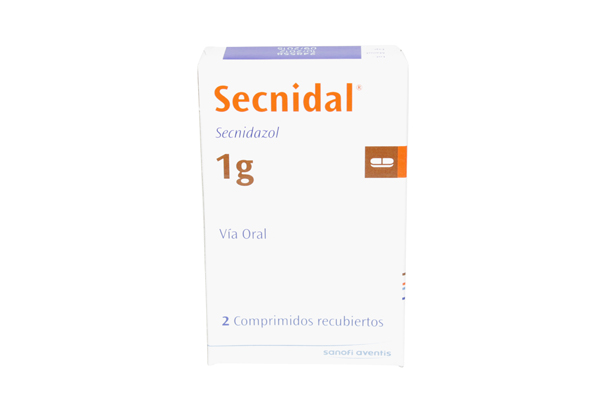 Secnidal®
Secnidazol
1g
Vía Oral
2 Comprimidos recubiertos
sanofi aventis